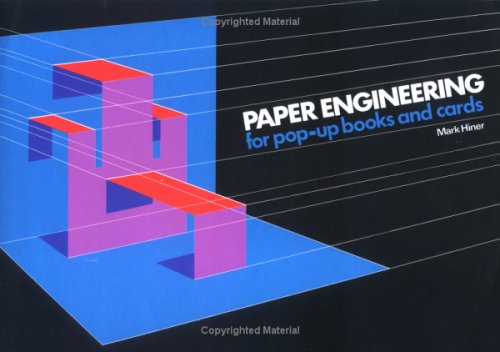 Copyrighted Material
PAPER ENGINEERING
for pop-up books and cards
Mark Hiner
Copyrighted Material